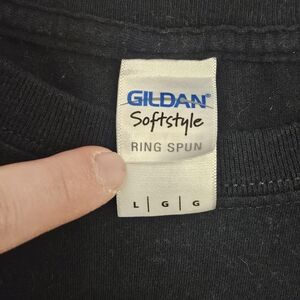 GILDAN®
Softstyle
RING SPUN
L | G | G